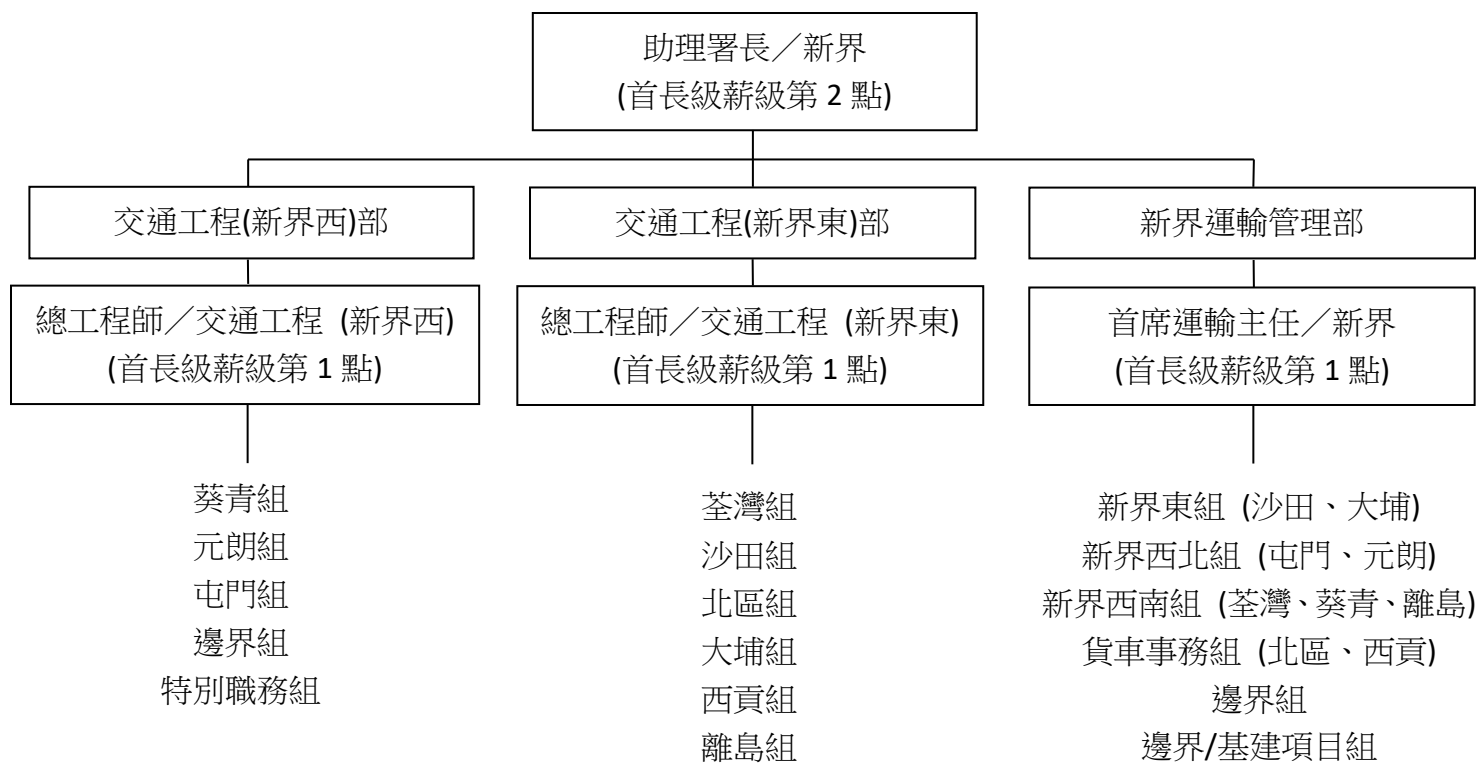 助理署長／新界
(首長級薪級第 2 點)
交通工程(新界西)部
交通工程(新界東)部
新界運輸管理部
總工程師／交通工程 (新界西)
(首長級薪級第 1 點)
總工程師／交通工程 (新界東)
(首長級薪級第 1 點)
首席運輸主任／新界
(首長級薪級第 1 點)
葵青組
元朗組
屯門組
邊界組
特別職務組
荃灣組
沙田組
北區組
大埔組
西貢組
離島組
新界東組 (沙田、大埔)
新界西北組 (屯門、元朗)
新界西南組 (荃灣、葵青、離島)
貨車事務組 (北區、西貢)
邊界組
邊界/基建項目組